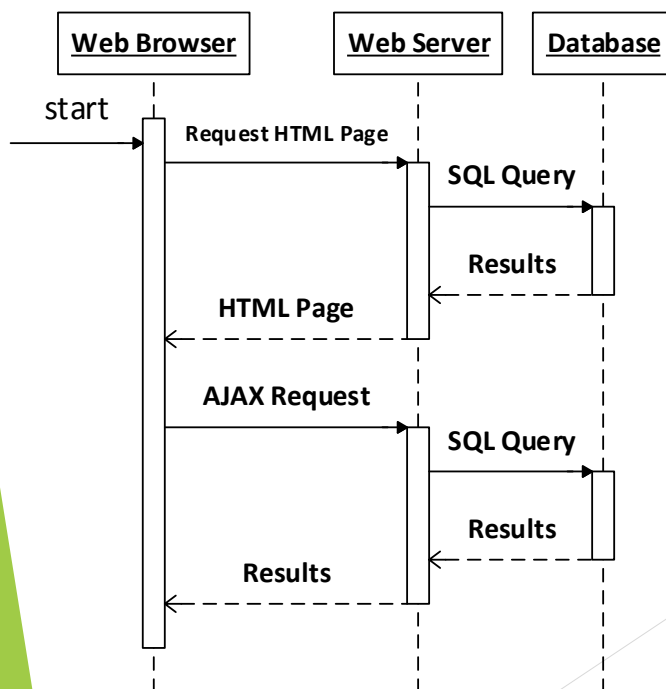 Web Browser
Web Server
Database
start
Request HTML Page
SQL Query
Results
HTML Page
AJAX Request
SQL Query
Results
Results